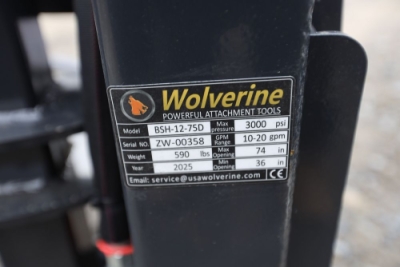 Wolverine
POWERFUL ATTACHMENT TOOLS
Model BSH-12-75D Max pressure 3000 psi
Serial NO. ZW-00358 GPM Range 10-20 gpm
Weight 590 lbs Max Opening 74 in
Year 2025 Min Opening 36 in
Email: service@usawolverine.com CE